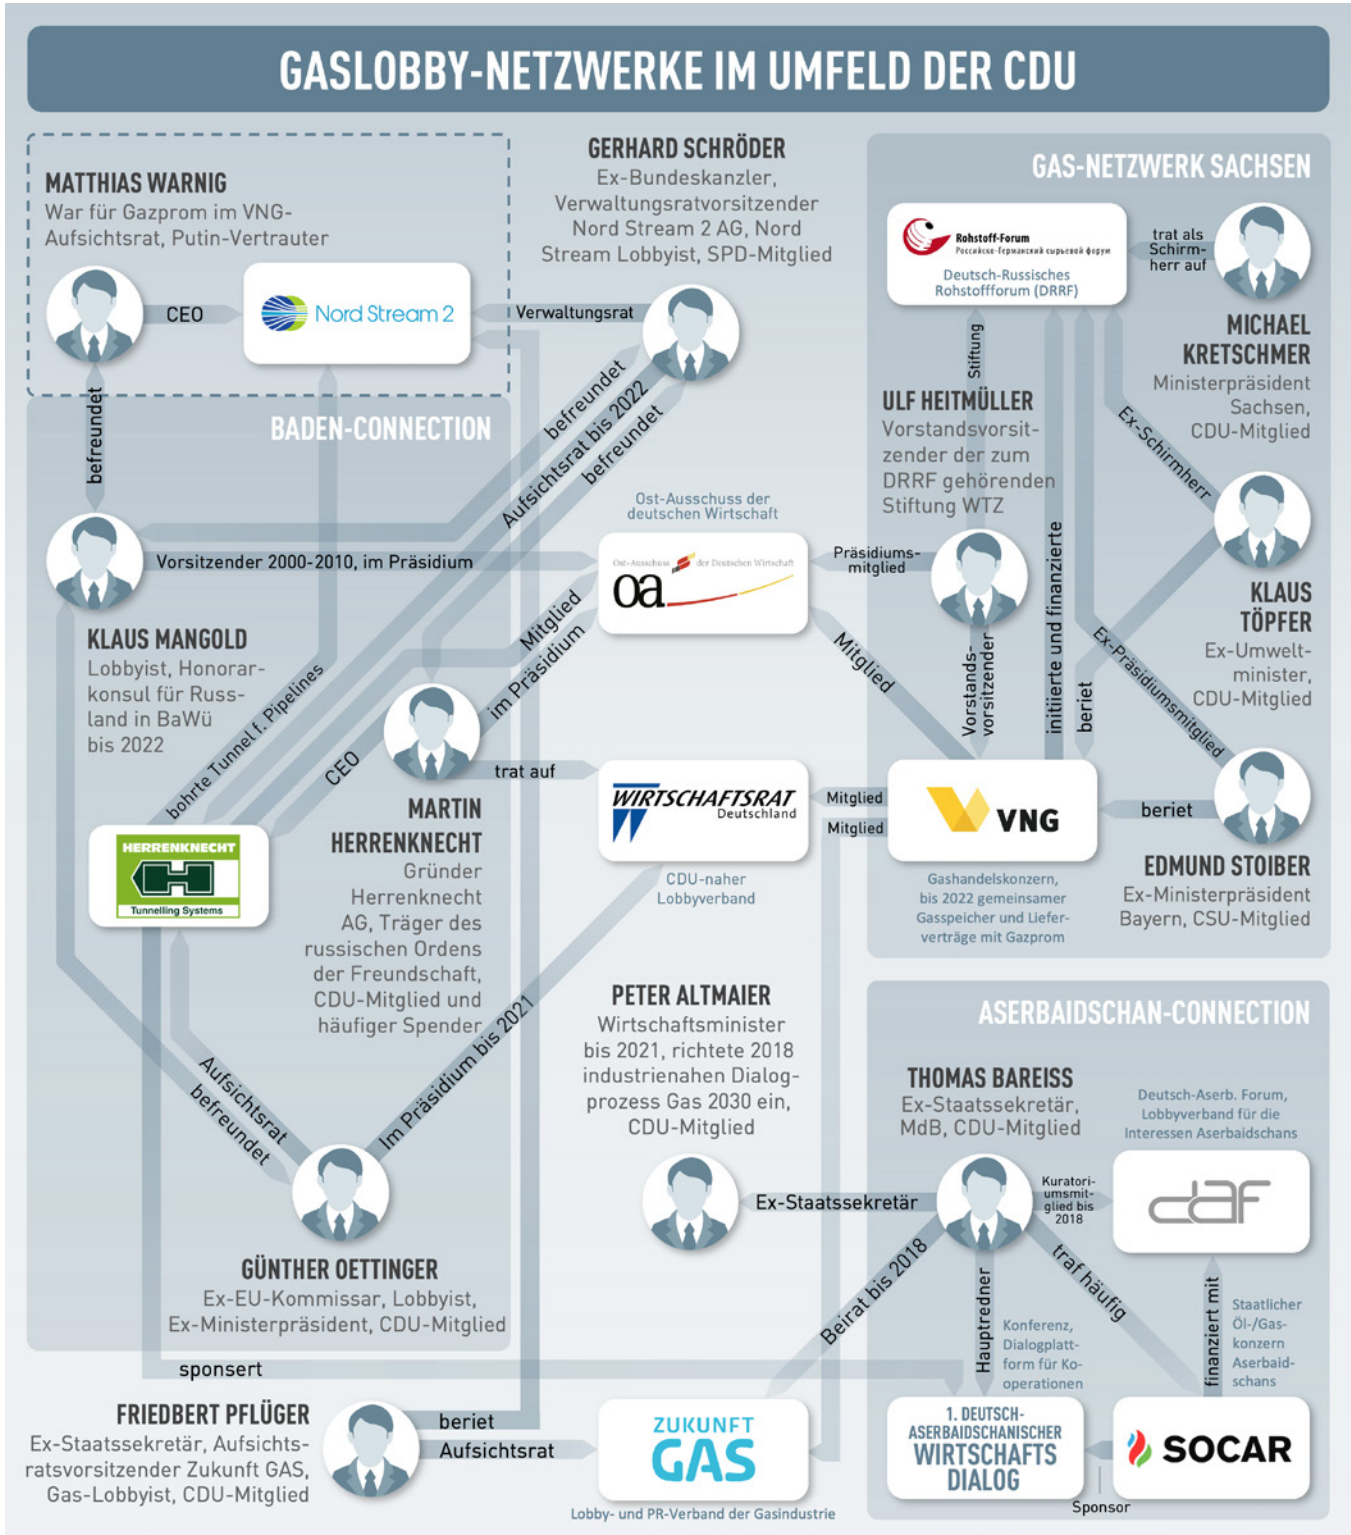 GASLOBBY-NETZWERKE IM UMFELD DER CDU
MATTHIAS WARNIG
War für Gazprom im VNG-
Aufsichtsrat, Putin-Vertrauter
CEO
Nord Stream 2
befreundet
GERHARD SCHRÖDER
Ex-Bundeskanzler,
Verwaltungsratvorsitzender
Nord Stream 2 AG, Nord
Stream Lobbyist, SPD-Mitglied
Verwaltungsrat
befreundet
Aufsichtsrat bis 2022
befreundet
GAS-NETZWERK SACHSEN
Rohstoff-Forum
Российско-Германский сырьевой форум
Deutsch-Russisches
Rohstoffforum (DRRF)
trat als
Schirm-
herr auf
MICHAEL
KRETSCHMER
Ministerpräsident
Sachsen,
CDU-Mitglied
Stiftung
ULF HEITMÜLLER
Vorstandsvorsit-
zender der zum
DRRF gehörenden
Stiftung WTZ
Ex-Schirmherr
KLAUS
TÖPFER
Ex-Umwelt-
minister,
CDU-Mitglied
BADEN-CONNECTION
Vorsitzender 2000-2010, im Präsidium
KLAUS MANGOLD
Lobbyist, Honorar-
konsul für Russ-
land in BaWü
bis 2022
Ost-Ausschuss der
deutschen Wirtschaft
Ost-Ausschuss der Deutschen Wirtschaft
oa
Präsidiums-
mitglied
Mitglied
Mitglied
im Präsidium
Vorstands-
vorsitzender
initiierte und finanzierte
beriet
Ex-Präsidiumsmitglied
bohrte Tunnel f. Pipelines
CEO
trat auf
MARTIN
HERRENKNECHT
Gründer
Herrenknecht
AG, Träger des
russischen Ordens
der Freundschaft,
CDU-Mitglied und
häufiger Spender
HERRENKNECHT
Tunnelling Systems
WIRTSCHAFTSRAT
Deutschland
CDU-naher
Lobbyverband
Mitglied
Mitglied
VNG
Gashandelskonzern,
bis 2022 gemeinsamer
Gasspeicher und Liefer-
verträge mit Gazprom
beriet
EDMUND STOIBER
Ex-Ministerpräsident
Bayern, CSU-Mitglied
Aufsichtsrat
befreundet
Im Präsidium bis 2021
GÜNTHER OETTINGER
Ex-EU-Kommissar, Lobbyist,
Ex-Ministerpräsident, CDU-Mitglied
PETER ALTMAIER
Wirtschaftsminister
bis 2021, richtete 2018
industrienahen Dialog-
prozess Gas 2030 ein,
CDU-Mitglied
Ex-Staatssekretär
ASERBAIDSCHAN-CONNECTION
THOMAS BAREISS
Ex-Staatssekretär,
MdB, CDU-Mitglied
Deutsch-Aserb. Forum,
Lobbyverband für die
Interessen Aserbaidschans
Kuratori-
umsmit-
glied bis
2018
daf
Beirat bis 2018
Hauptredner
traf häufig
finanziert mit
Konferenz,
Dialogplatt-
form für Ko-
operationen
Staatlicher
Öl-/Gas-
konzern
Aserbaid-
schans
sponsert
FRIEDBERT PFLÜGER
Ex-Staatssekretär, Aufsichts-
ratsvorsitzender Zukunft GAS,
Gas-Lobbyist, CDU-Mitglied
beriet
Aufsichtsrat
ZUKUNFT
GAS
Lobby- und PR-Verband der Gasindustrie
1. DEUTSCH-
ASERBAIDSCHANISCHER
WIRTSCHAFTS
DIALOG
SOCAR
Sponsor